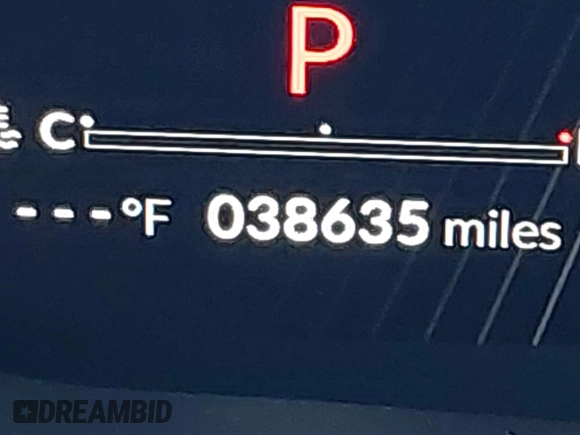 P
C
---°F 038635 miles
DREAMBID